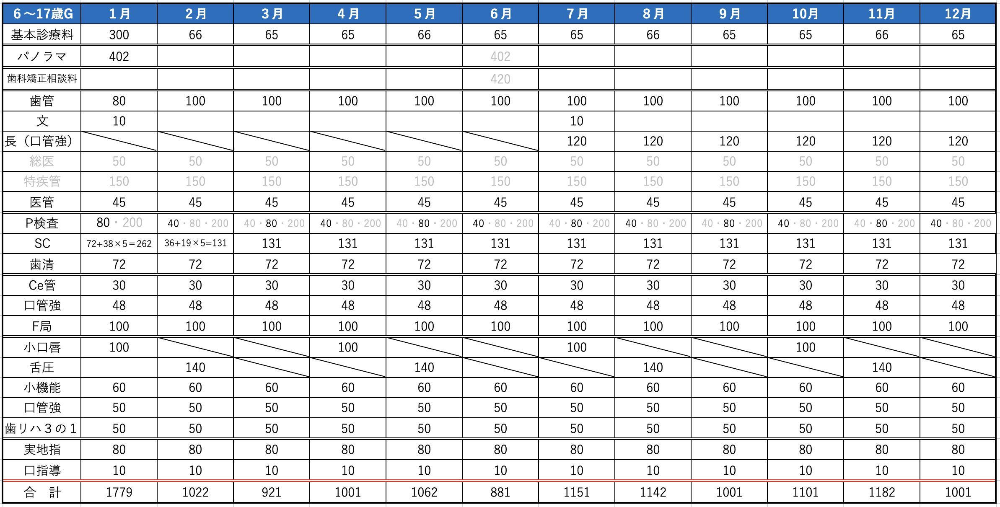 6～17歳G 1月 2月 3月 4月 5月 6月 7月 8月 9月 10月 11月 12月
基本診療料 300 66 65 65 66 65 65 66 65 65 66 65
パノラマ 402 402
歯科矯正相談料 420
歯管 80 100 100 100 100 100 100 100 100 100 100 100
文 10 10
長（口管強） 120 120 120 120 120 120
総医 50 50 50 50 50 50 50 50 50 50 50 50
特疾管 150 150 150 150 150 150 150 150 150 150 150 150
医管 45 45 45 45 45 45 45 45 45 45 45 45
P検査 80・200 40・80・200 40・80・200 40・80・200 40・80・200 40・80・200 40・80・200 40・80・200 40・80・200 40・80・200 40・80・200 40・80・200
SC 72+38×5＝262 36+19×5=131 131 131 131 131 131 131 131 131 131 131
歯清 72 72 72 72 72 72 72 72 72 72 72 72
Ce管 30 30 30 30 30 30 30 30 30 30 30 30
口管強 48 48 48 48 48 48 48 48 48 48 48 48
F局 100 100 100 100 100 100 100 100 100 100 100 100
小口唇 100 100 100 100
舌圧 140 140 140 140
小機能 60 60 60 60 60 60 60 60 60 60 60 60
口管強 50 50 50 50 50 50 50 50 50 50 50 50
歯リハ３の１ 50 50 50 50 50 50 50 50 50 50 50 50
実地指 80 80 80 80 80 80 80 80 80 80 80 80
口指導 10 10 10 10 10 10 10 10 10 10 10 10
合　計 1779 1022 921 1001 1062 881 1151 1142 1001 1101 1182 1001